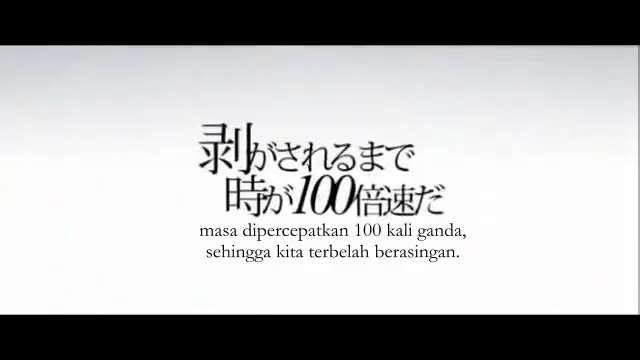 剥がされるまで
時が100倍速だ
masa dipercepatkan 100 kali ganda,
sehingga kita terbelah berasingan.